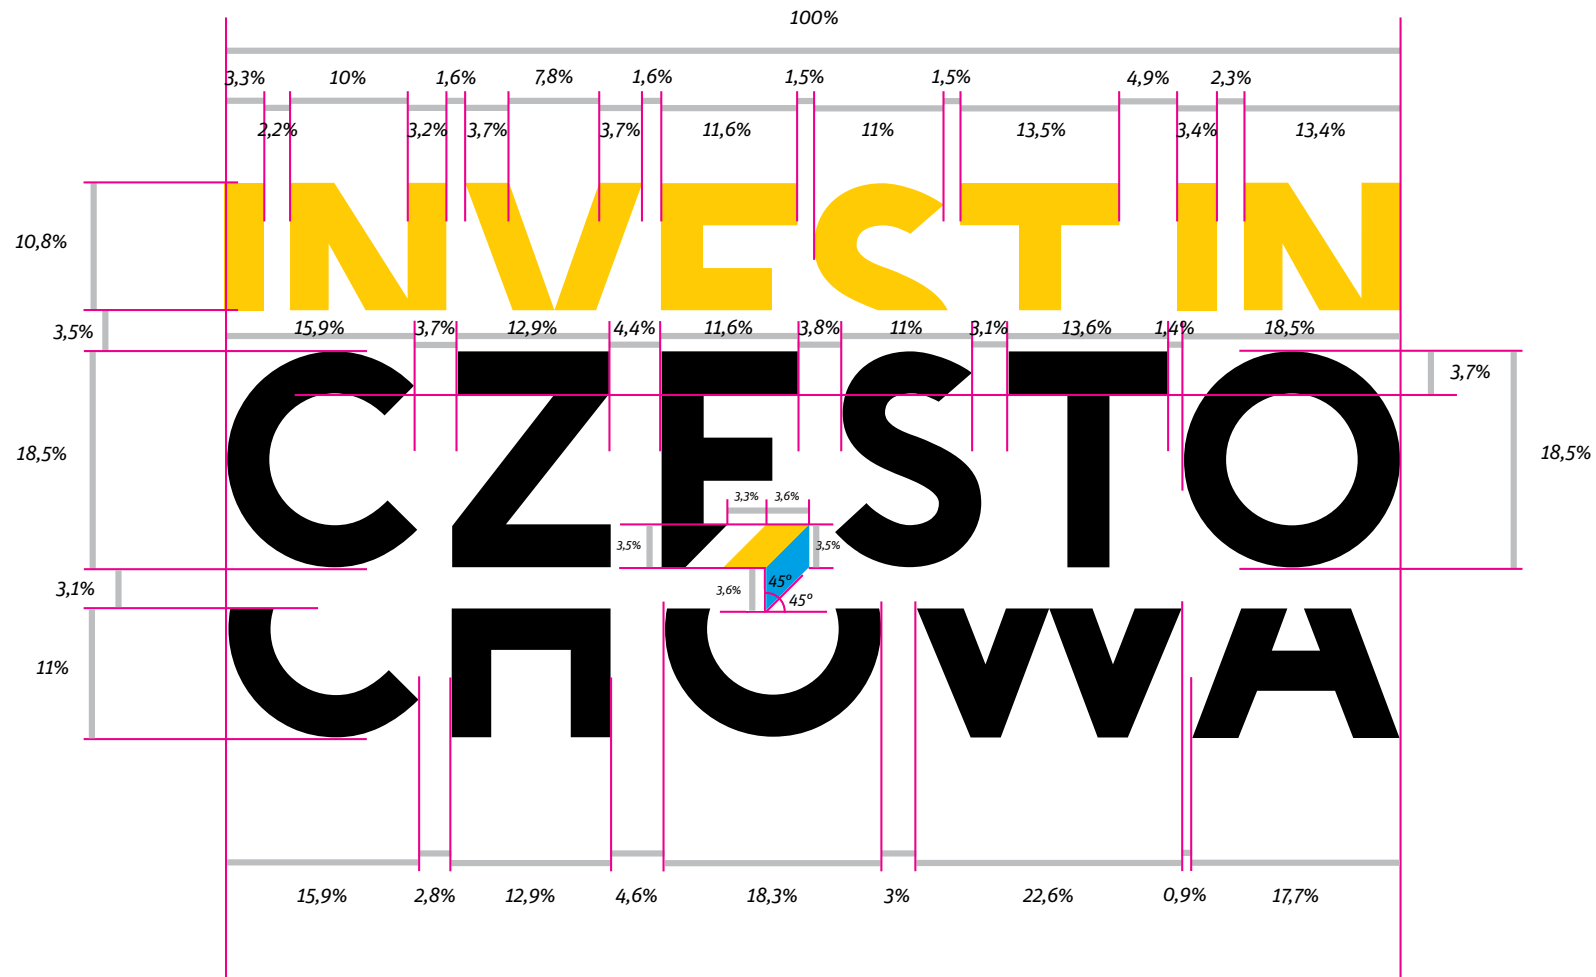 100%
3,3% 10% 1,6% 7,8% 1,6% 1,5% 1,5% 4,9% 2,3%
2,2% 3,2% 3,7% 3,7% 11,6% 11% 13,5% 3,4% 13,4%
INVEST IN
10,8%
3,5%
15,9% 3,7% 12,9% 4,4% 11,6% 3,8% 11% 3,1% 13,6% 1,4% 18,5%
3,7%
CZĘSTO
18,5%
18,5%
3,3% 3,6%
3,5% 3,5%
3,6% 45º
45º
3,1%
CHOWA
11%
15,9% 2,8% 12,9% 4,6% 18,3% 3% 22,6% 0,9% 17,7%